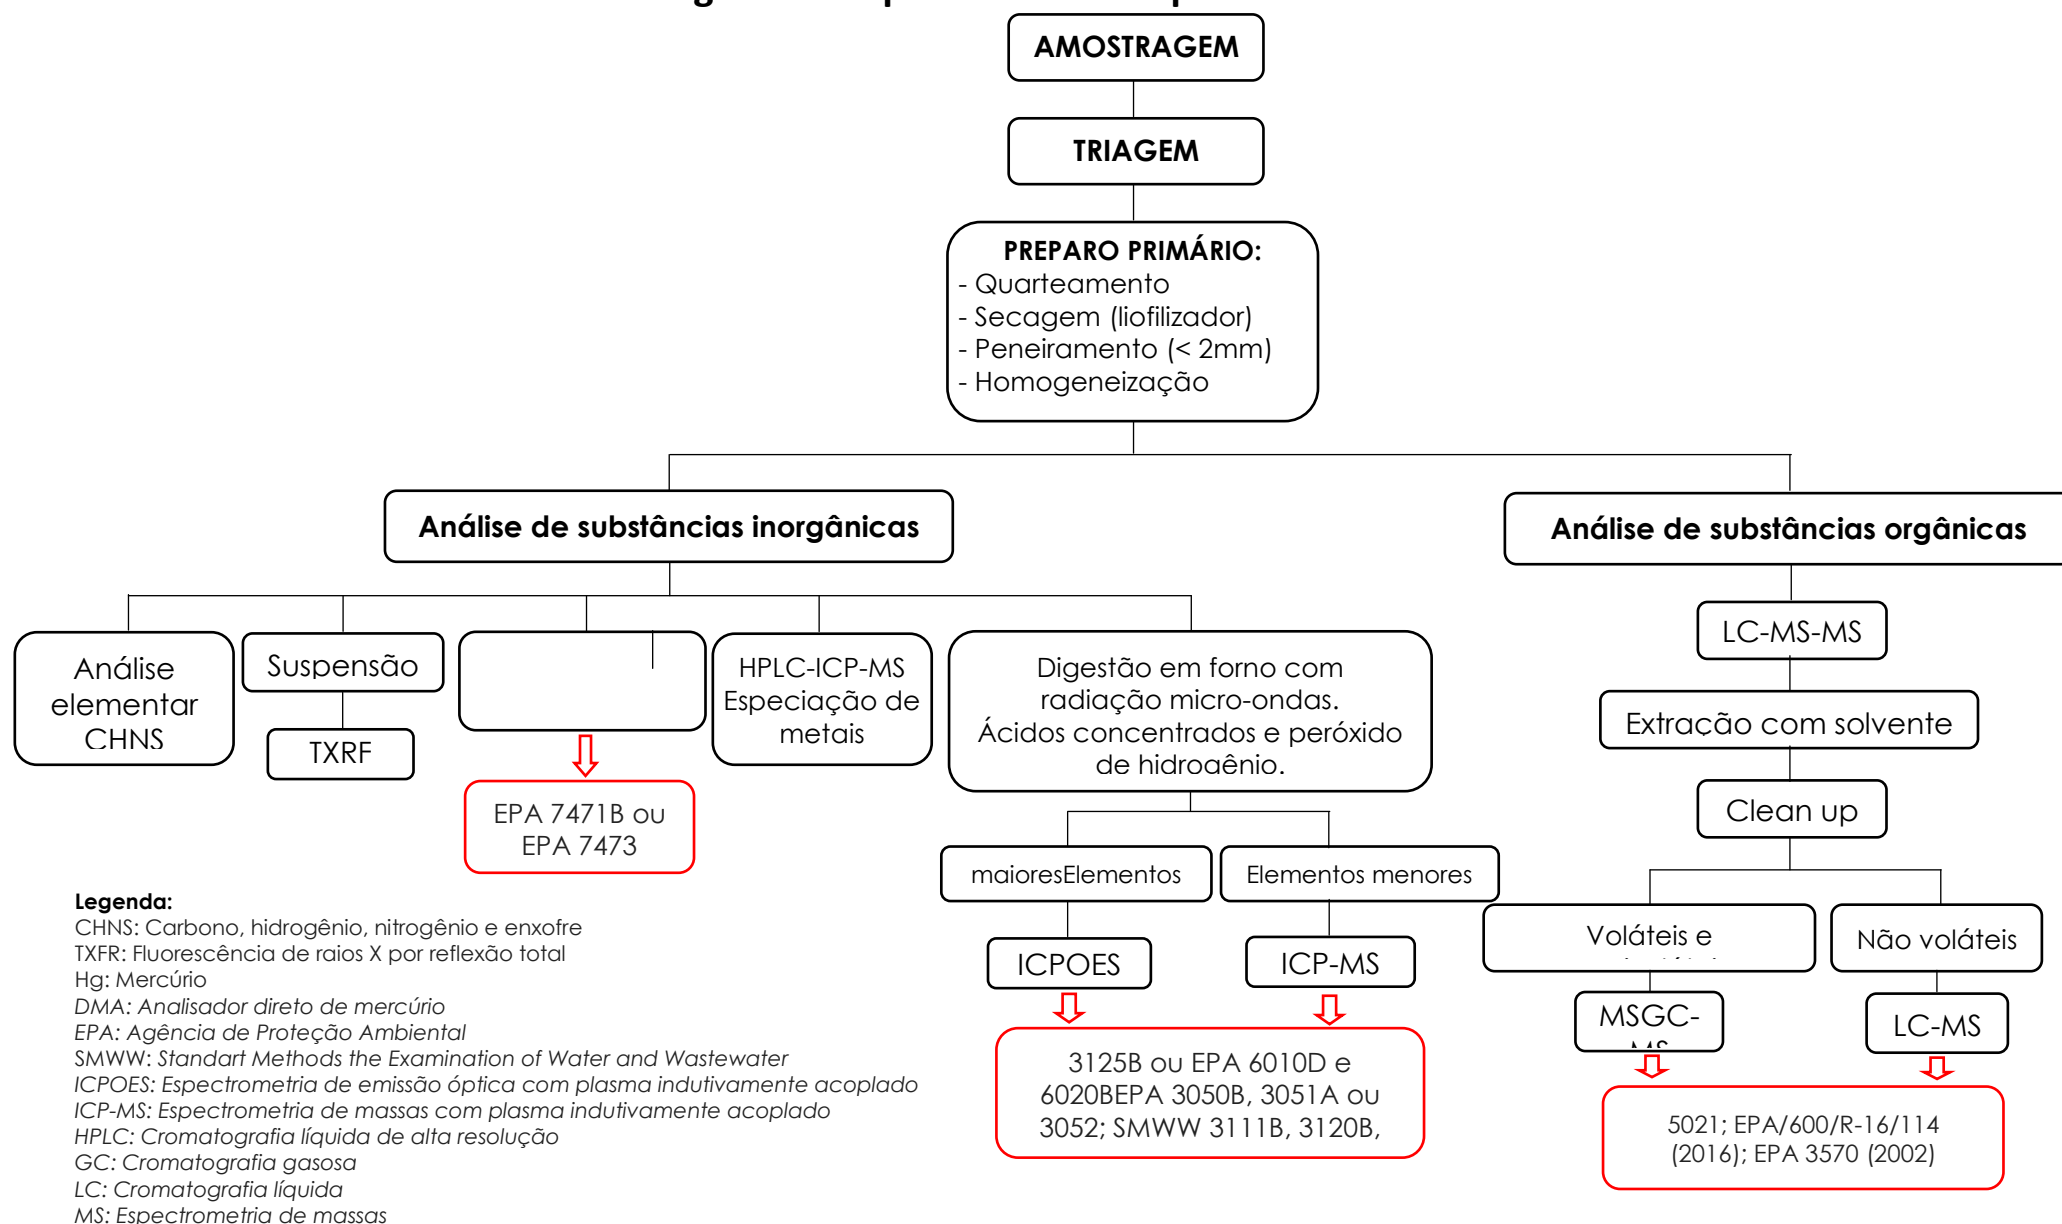 AMOSTRAGEM
TRIAGEM
PREPARO PRIMÁRIO:
- Quarteamento
- Secagem (liofilizador)
- Peneiramento (< 2mm)
- Homogeneização
Análise de substâncias inorgânicas
Análise de substâncias orgânicas
Análise
elementar
CHNS
Suspensão
TXRF
EPA 7471B ou
EPA 7473
HPLC-ICP-MS
Especiação de
metais
Digestão em forno com
radiação micro-ondas.
Ácidos concentrados e peróxido
de hidrogênio.
maioresElementos
Elementos menores
ICPOES
ICP-MS
3125B ou EPA 6010D e
6020BEPA 3050B, 3051A ou
3052; SMWW 3111B, 3120B,
LC-MS-MS
Extração com solvente
Clean up
Voláteis e
Não voláteis
MSGC-
MS
LC-MS
5021; EPA/600/R-16/114
(2016); EPA 3570 (2002)
Legenda:
CHNS: Carbono, hidrogênio, nitrogênio e enxofre
TXFR: Fluorescência de raios X por reflexão total
Hg: Mercúrio
DMA: Analisador direto de mercúrio
EPA: Agência de Proteção Ambiental
SMWW: Standart Methods the Examination of Water and Wastewater
ICPOES: Espectrometria de emissão óptica com plasma indutivamente acoplado
ICP-MS: Espectrometria de massas com plasma indutivamente acoplado
HPLC: Cromatografia líquida de alta resolução
GC: Cromatografia gasosa
LC: Cromatografia líquida
MS: Espectrometria de massas